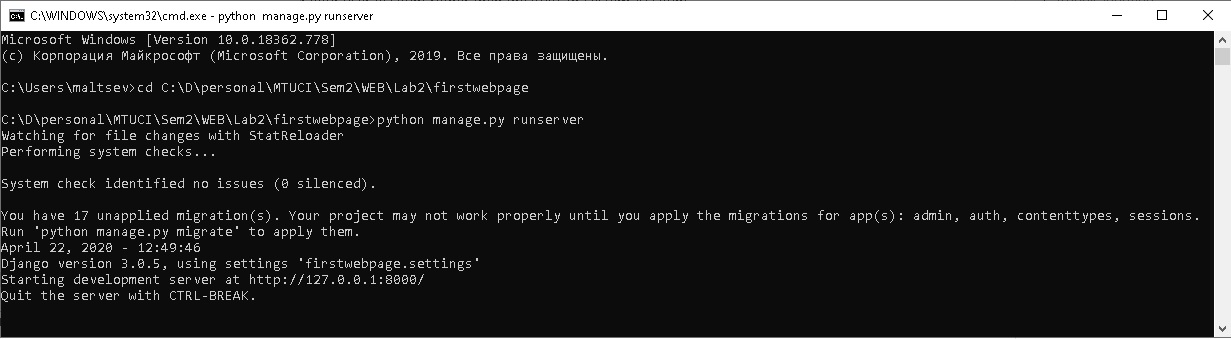 C:\WINDOWS\system32\cmd.exe - python  manage.py runserver
Microsoft Windows [Version 10.0.18362.778]
(c) Корпорация Майкрософт (Microsoft Corporation), 2019. Все права защищены.
C:\Users\maltsev>cd C:\D\personal\MTUCI\Sem2\WEB\Lab2\firstwebpage
C:\D\personal\MTUCI\Sem2\WEB\Lab2\firstwebpage>python manage.py runserver
Watching for file changes with StatReloader
Performing system checks...
System check identified no issues (0 silenced).
You have 17 unapplied migration(s). Your project may not work properly until you apply the migrations for app(s): admin, auth, contenttypes, sessions.
Run 'python manage.py migrate' to apply them.
April 22, 2020 - 12:49:46
Django version 3.0.5, using settings 'firstwebpage.settings'
Starting development server at http://127.0.0.1:8000/
Quit the server with CTRL-BREAK.